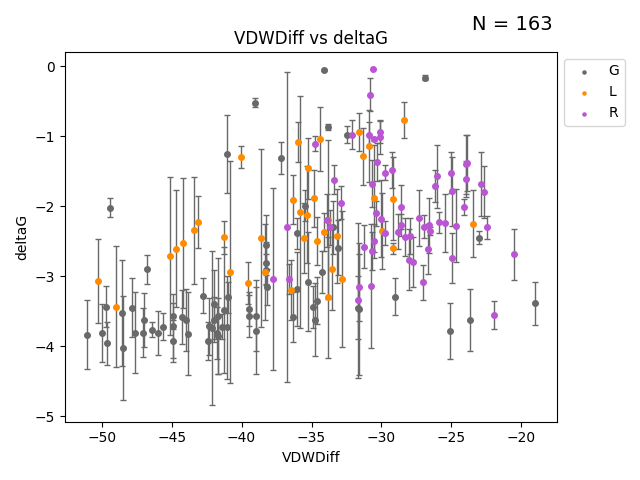 N = 163
VDWDiff vs deltaG
G
L
R
0
−1
−2
−3
−4
−5
deltaG
−50 −45 −40 −35 −30 −25 −20
VDWDiff